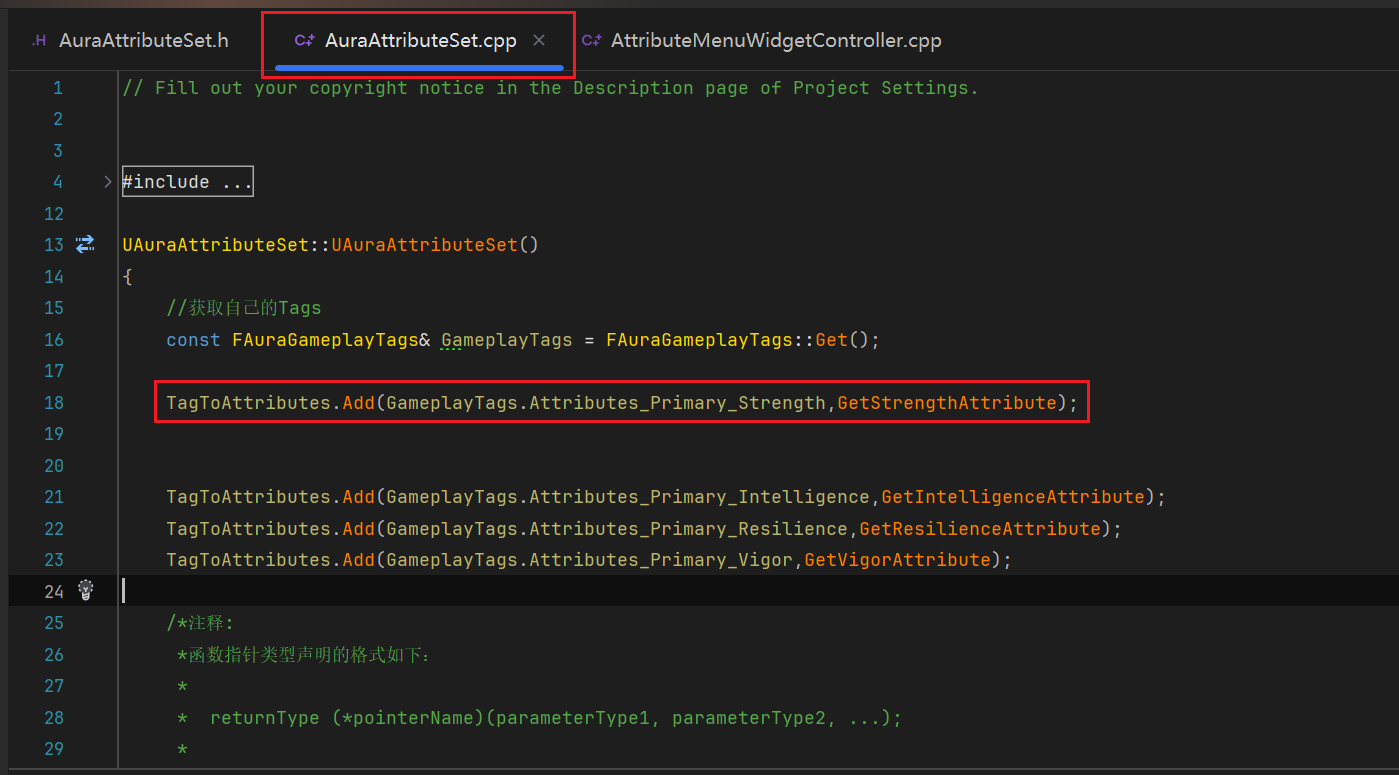 .H AuraAttributeSet.h C+ AuraAttributeSet.cpp × C+ AttributeMenuWidgetController.cpp
1 // Fill out your copyright notice in the Description page of Project Settings.
2
3
4 > #include ...
12
13 UAuraAttributeSet::UAuraAttributeSet()
14 {
15 //获取自己的Tags
16 const FAuraGameplayTags& GameplayTags = FAuraGameplayTags::Get();
17
18 TagToAttributes.Add(GameplayTags.Attributes_Primary_Strength,GetStrengthAttribute);
19
20
21 TagToAttributes.Add(GameplayTags.Attributes_Primary_Intelligence,GetIntelligenceAttribute);
22 TagToAttributes.Add(GameplayTags.Attributes_Primary_Resilience,GetResilienceAttribute);
23 TagToAttributes.Add(GameplayTags.Attributes_Primary_Vigor,GetVigorAttribute);
24
25 /*注释:
26 *函数指针类型声明的格式如下:
27 *
28 * returnType (*pointerName)(parameterType1, parameterType2, ...);
29 *